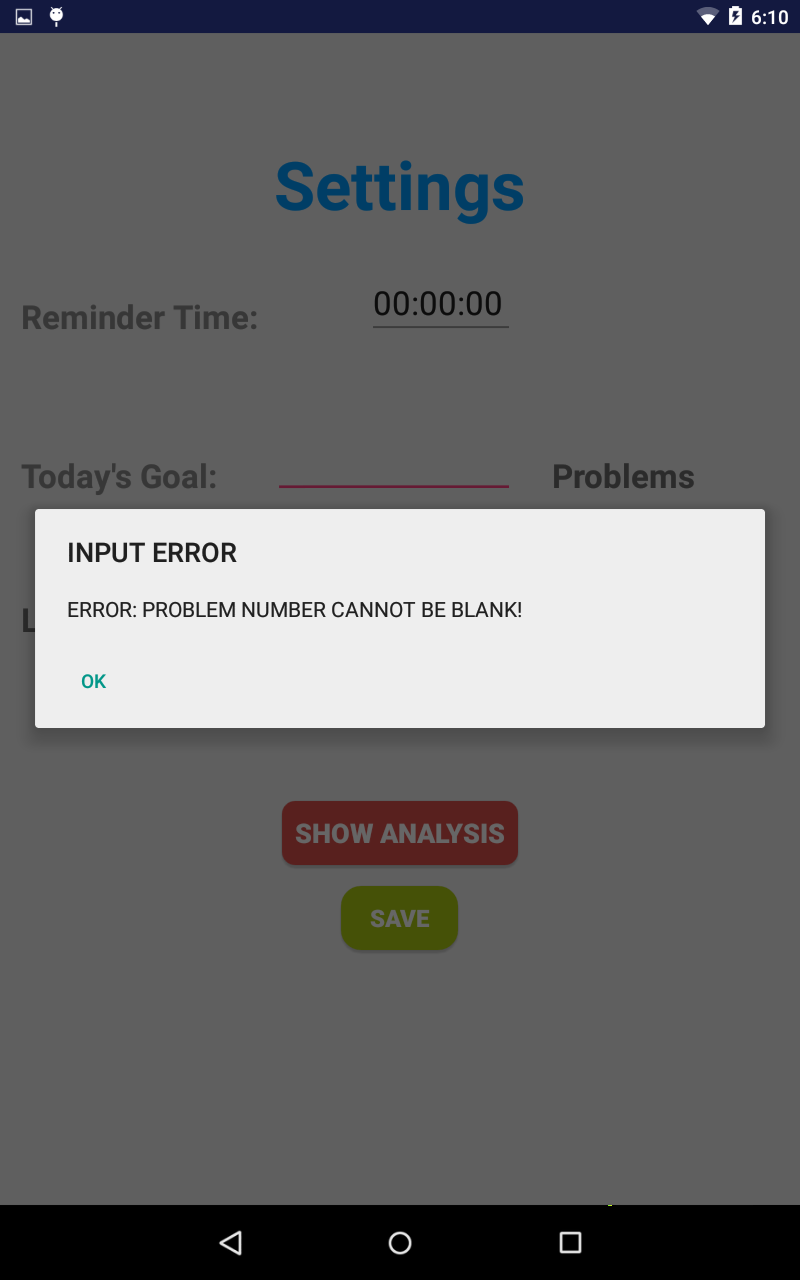 6:10
Settings
Reminder Time: 00:00:00
Today's Goal: Problems
INPUT ERROR
ERROR: PROBLEM NUMBER CANNOT BE BLANK!
L
OK
SHOW ANALYSIS
SAVE